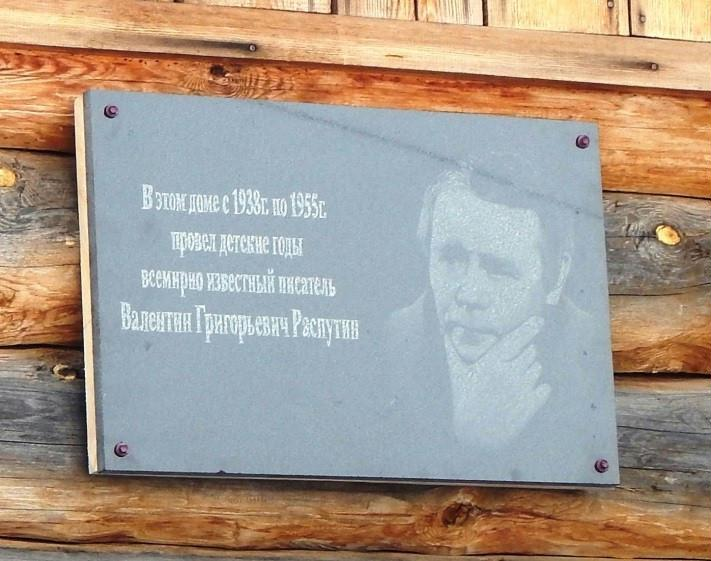 В этом доме с 1938г. по 1955г.
провел детские годы
всемирно известный писатель
Валентин Григорьевич Распутин